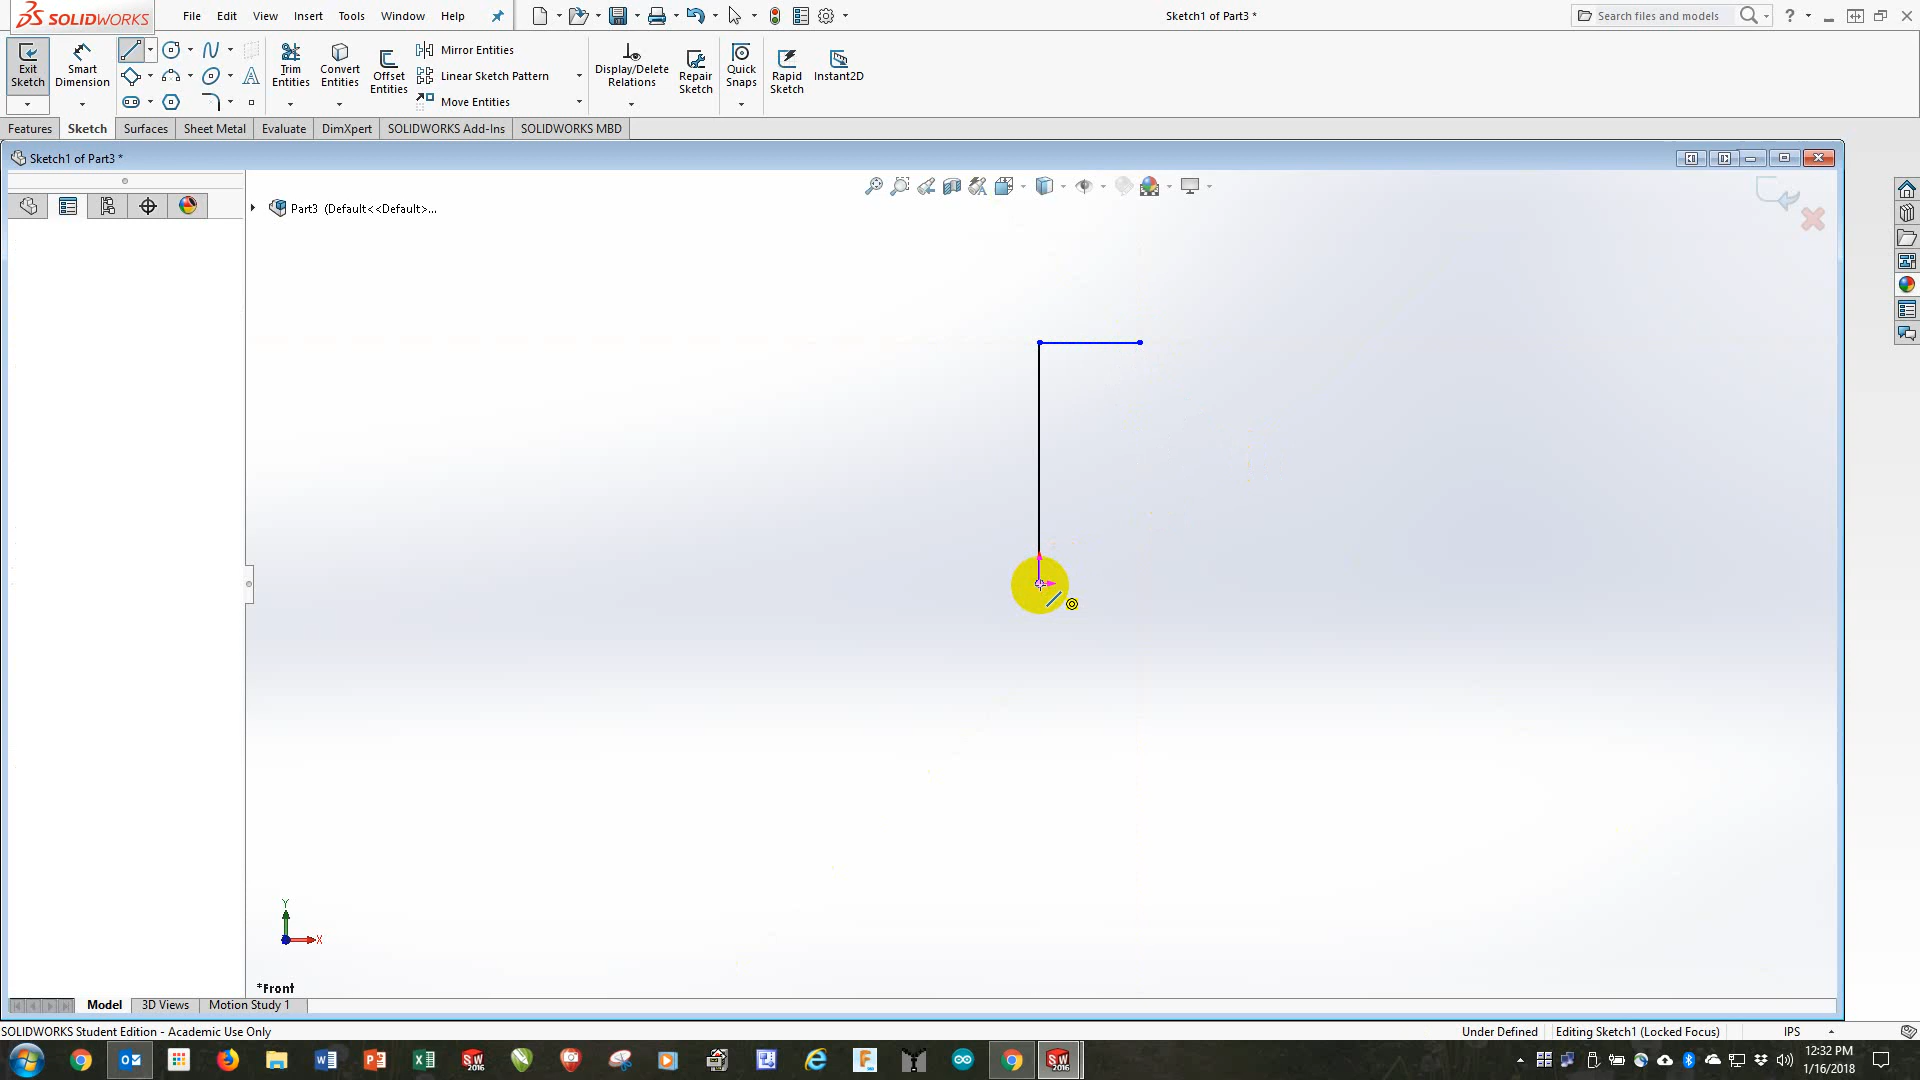 SOLIDWORKS File Edit View Insert Tools Window Help Sketch1 of Part3 * Search files and models ?
Exit Sketch Smart Dimension Trim Entities Convert Entities Offset Entities Mirror Entities Linear Sketch Pattern Move Entities Display/Delete Relations Repair Sketch Quick Snaps Rapid Sketch Instant2D
Features Sketch Surfaces Sheet Metal Evaluate DimXpert SOLIDWORKS Add-Ins SOLIDWORKS MBD
Sketch1 of Part3 *
Part3 (Default<<Default>...
Y
X
*Front
Model 3D Views Motion Study 1
SOLIDWORKS Student Edition - Academic Use Only Under Defined Editing Sketch1 (Locked Focus) IPS
SW 2016 SW 2016 12:32 PM
1/16/2018